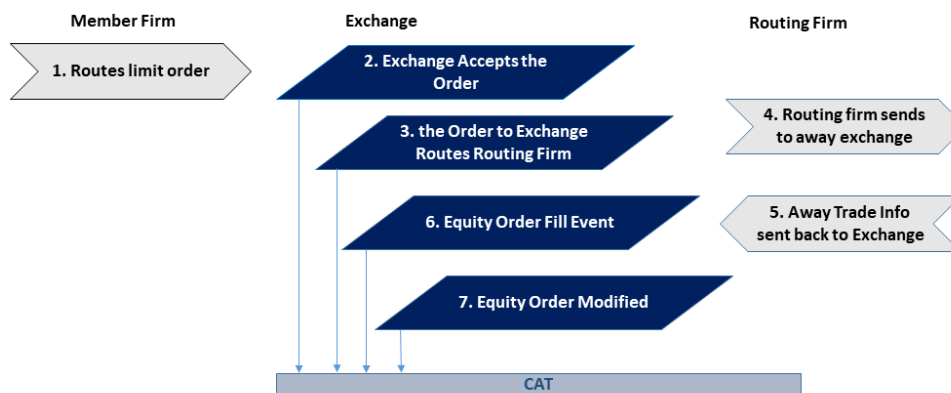 Member Firm
Exchange
Routing Firm
1. Routes limit order
2. Exchange Accepts the
Order
3. the Order to Exchange
Routes Routing Firm
4. Routing firm sends
to away exchange
6. Equity Order Fill Event
5. Away Trade Info
sent back to Exchange
7. Equity Order Modified
CAT